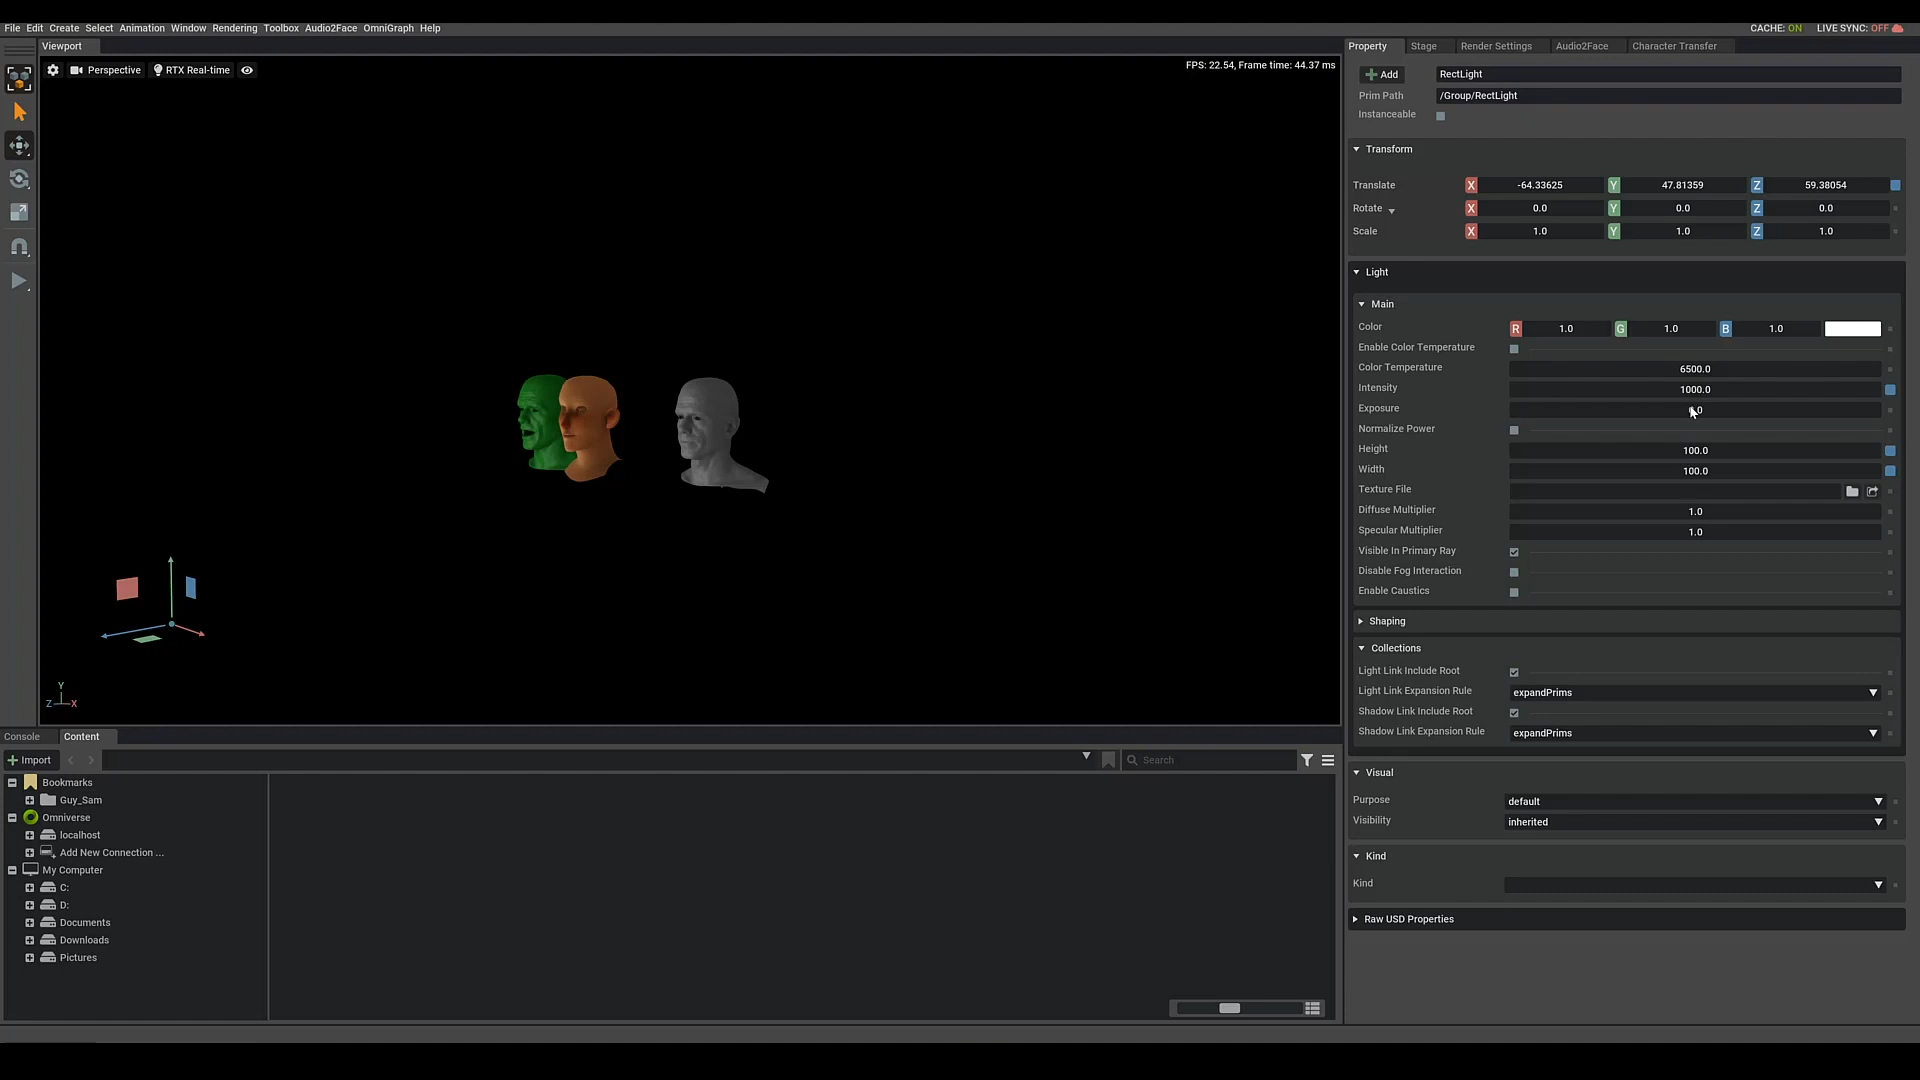 File Edit Create Select Animation Window Rendering Toolbox Audio2Face OmniGraph Help
CACHE: ON LIVE SYNC: OFF
Viewport
Property Stage Render Settings Audio2Face Character Transfer
Perspective RTX Real-time
FPS: 22.54, Frame time: 44.37 ms
Add RectLight
Prim Path /Group/RectLight
Instanceable
Transform
Translate X -64.33625 Y 47.81359 Z 59.38054
Rotate X 0.0 Y 0.0 Z 0.0
Scale X 1.0 Y 1.0 Z 1.0
Light
Main
Color R 1.0 G 1.0 B 1.0
Enable Color Temperature
Color Temperature 6500.0
Intensity 1000.0
Exposure
Normalize Power
Height 100.0
Width 100.0
Texture File
Diffuse Multiplier 1.0
Specular Multiplier 1.0
Visible In Primary Ray
Disable Fog Interaction
Enable Caustics
Shaping
Collections
Light Link Include Root
Light Link Expansion Rule expandPrims
Shadow Link Include Root
Shadow Link Expansion Rule expandPrims
Visual
Purpose default
Visibility inherited
Kind
Kind
Raw USD Properties
Y
Z X
Console Content
Import Search
Bookmarks
Guy_Sam
Omniverse
localhost
Add New Connection ...
My Computer
C:
D:
Documents
Downloads
Pictures